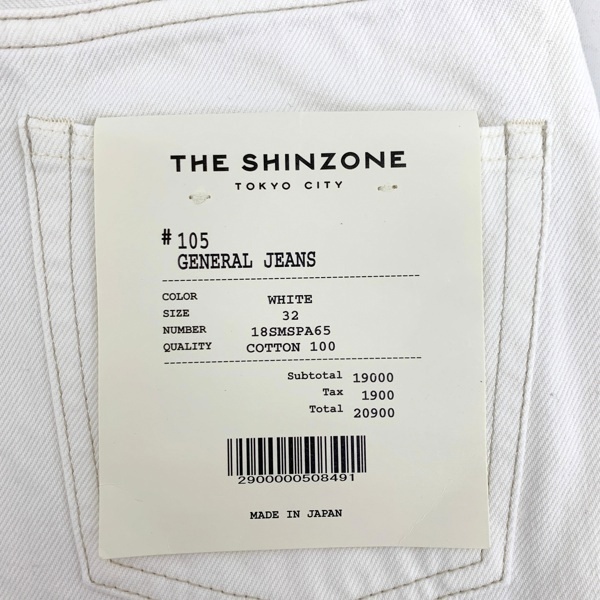 THE SHINZONE
TOKYO CITY
# 105
GENERAL JEANS
COLOR WHITE
SIZE 32
NUMBER 18SMSPA65
QUALITY COTTON 100
Subtotal 19000
Tax 1900
Total 20900
2900000508491
MADE IN JAPAN